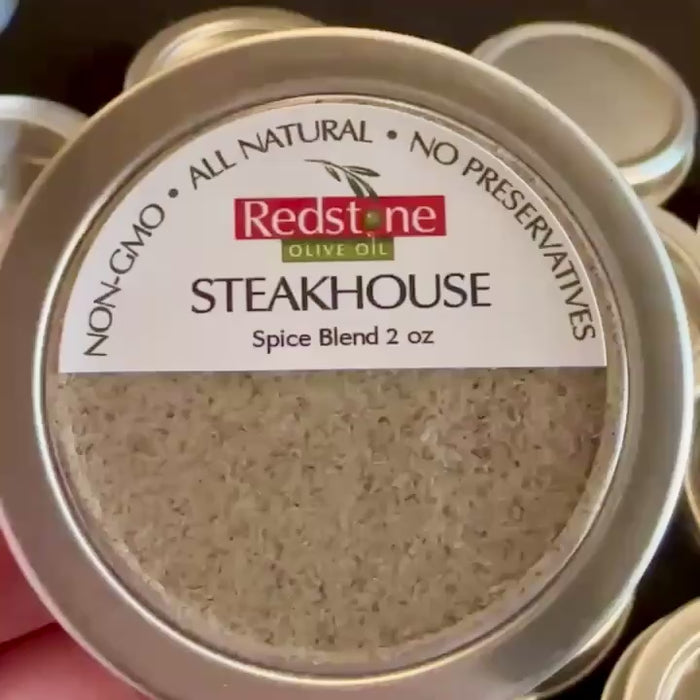 NON-GMO • ALL NATURAL • NO PRESERVATIVES
Redstone
OLIVE OIL
STEAKHOUSE
Spice Blend 2 oz